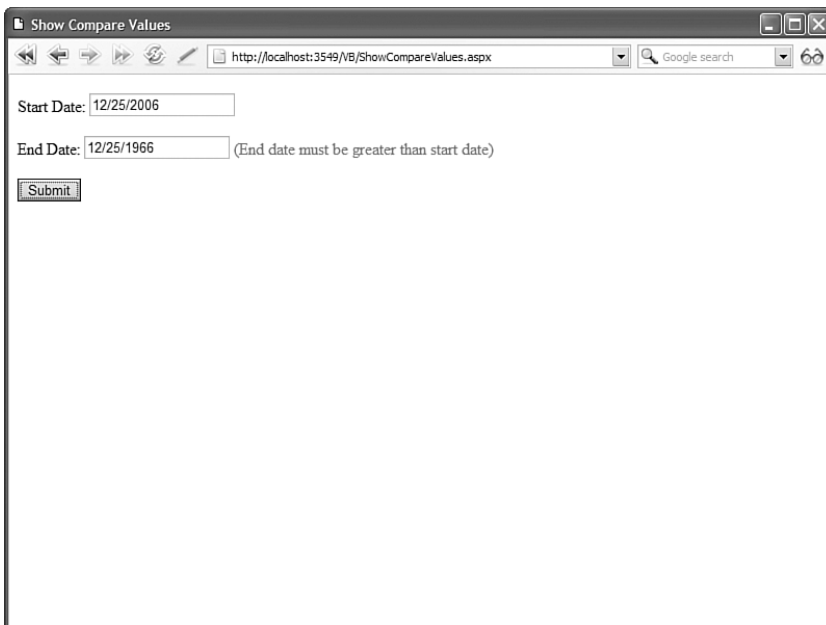 Show Compare Values
http://localhost:3549/VB/ShowCompareValues.aspx Google search
Start Date: 12/25/2006
End Date: 12/25/1966 (End date must be greater than start date)
Submit